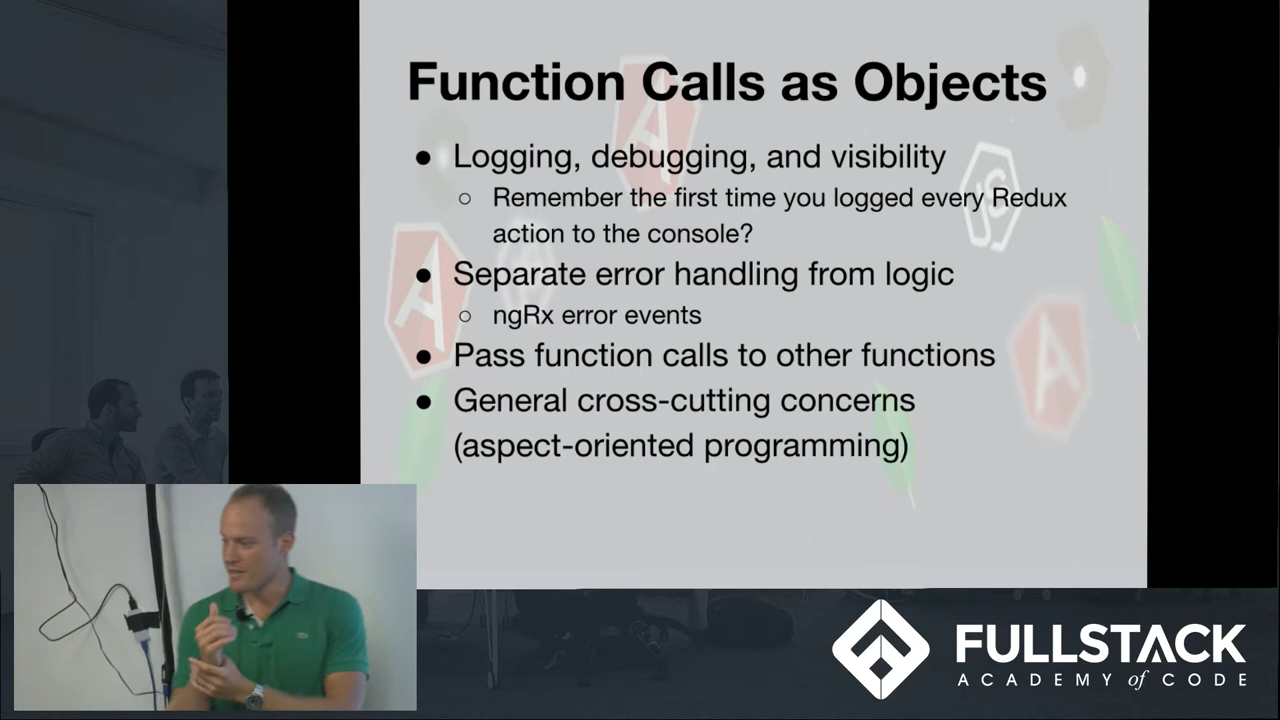 Function Calls as Objects
● Logging, debugging, and visibility
○ Remember the first time you logged every Redux
action to the console?
● Separate error handling from logic
○ ngRx error events
● Pass function calls to other functions
● General cross-cutting concerns
(aspect-oriented programming)
FULLSTACK
ACADEMY of CODE